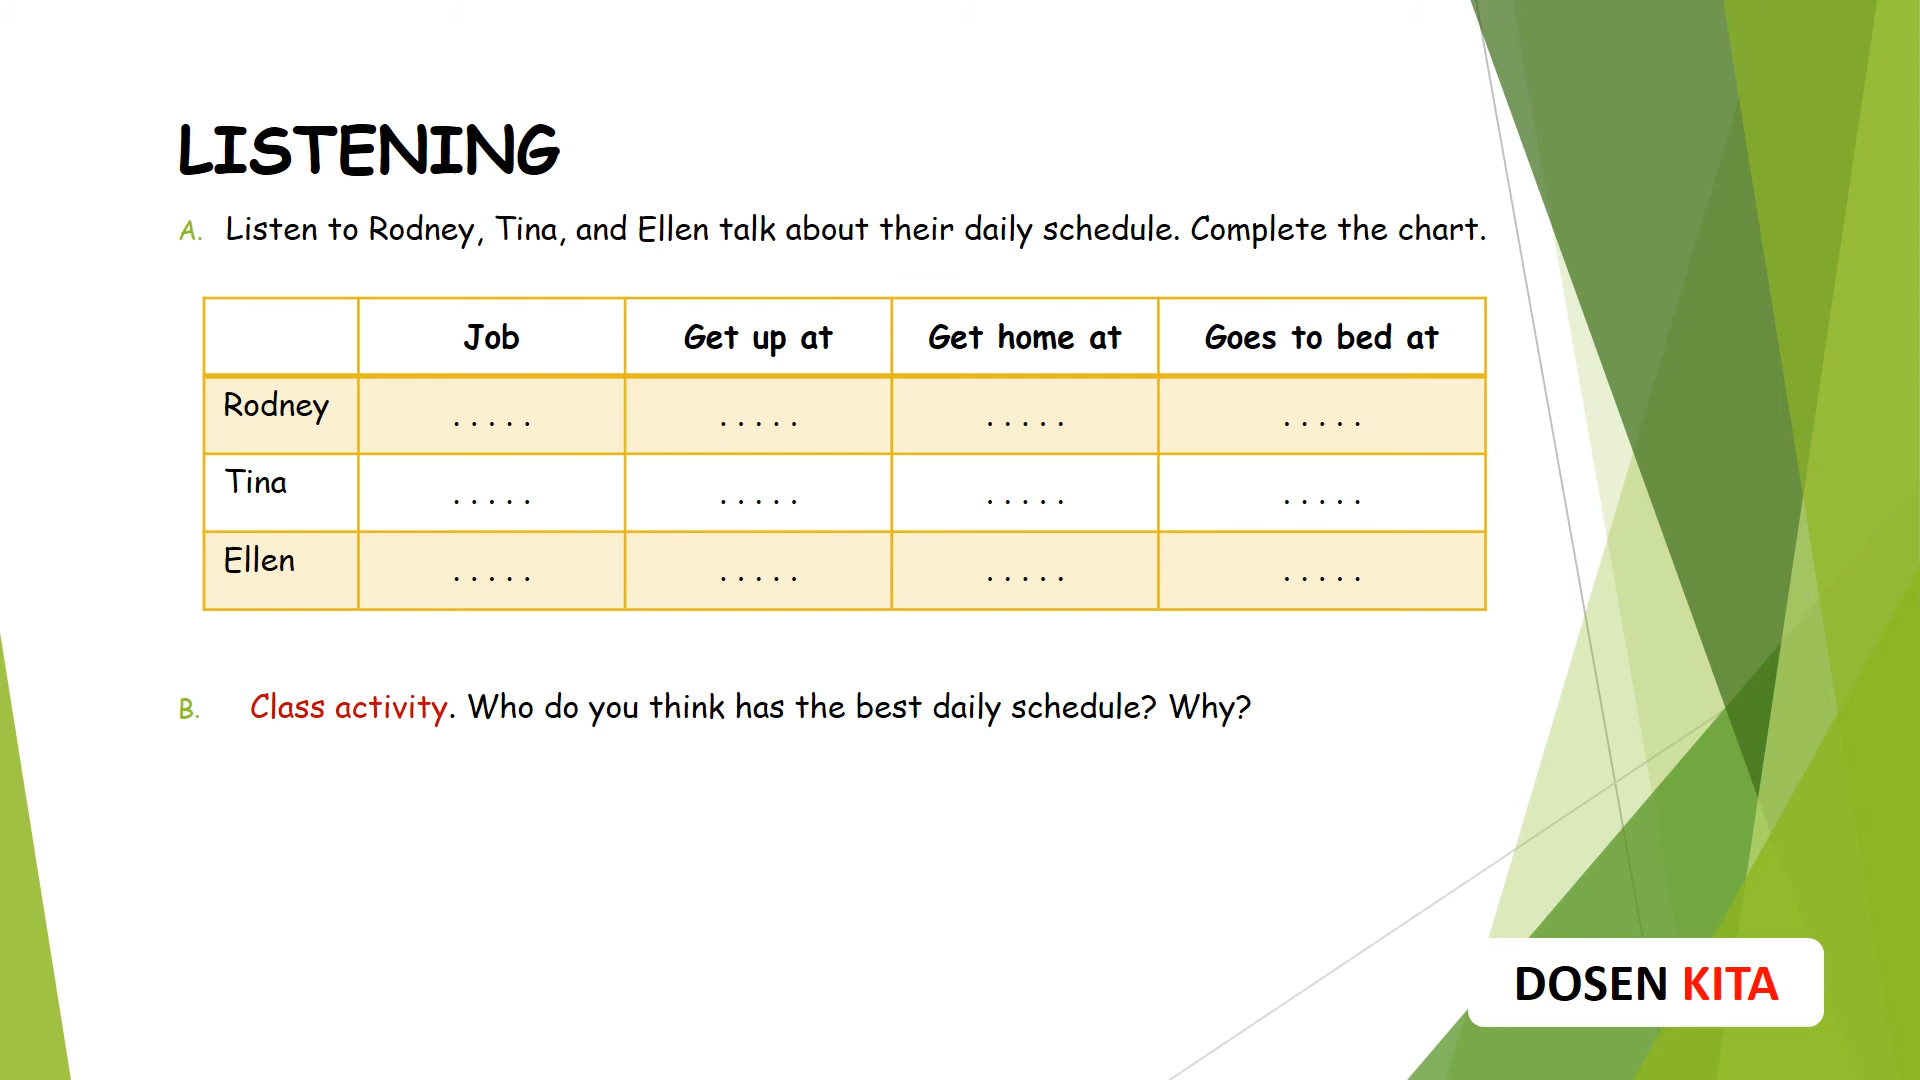 LISTENING
A. Listen to Rodney, Tina, and Ellen talk about their daily schedule. Complete the chart.
Job Get up at Get home at Goes to bed at
Rodney ..... ..... ..... .....
Tina ..... ..... ..... .....
Ellen ..... ..... ..... .....
B. Class activity. Who do you think has the best daily schedule? Why?
DOSEN KITA